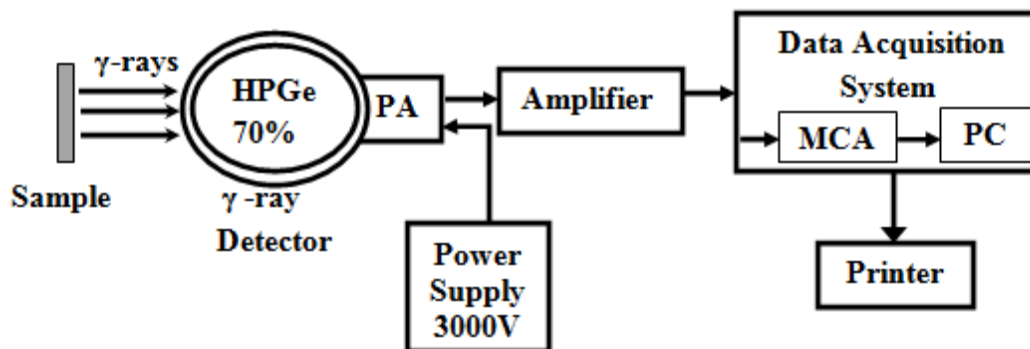 γ-rays
Sample
HPGe
70%
γ -ray
Detector
PA
Power
Supply
3000V
Amplifier
Data Acquisition
System
MCA
PC
Printer